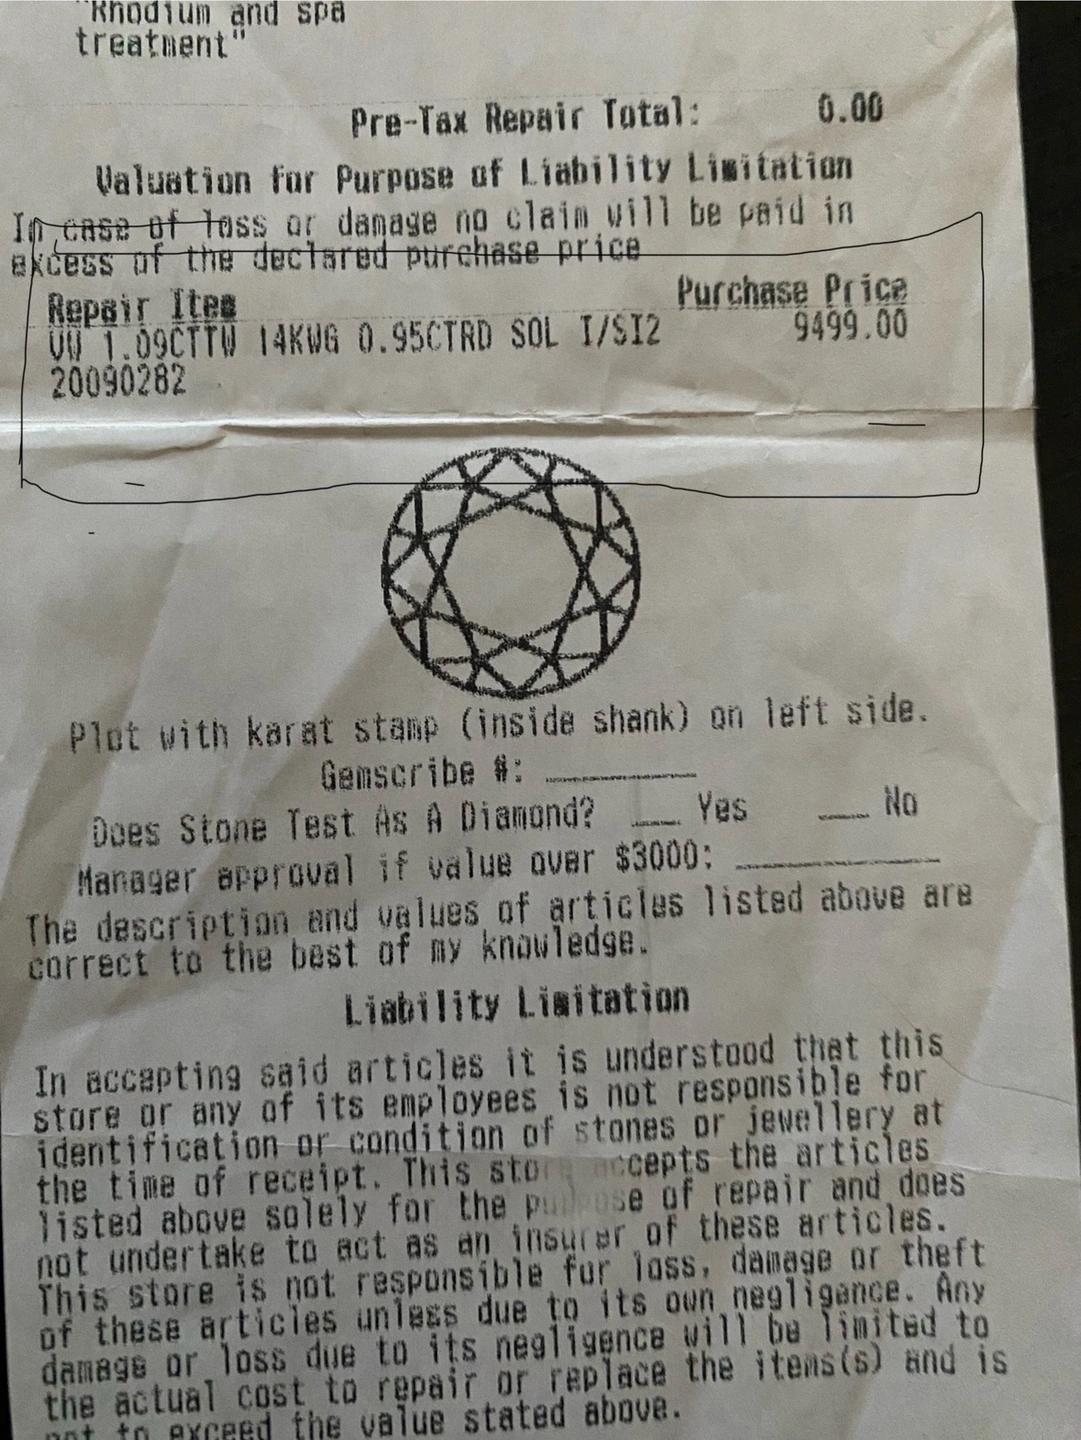 "Rhodium and spa
treatment"
Pre-Tax Repair Total: 0.00
Valuation for Purpose of Liability Limitation
In case of loss or damage no claim will be paid in
excess of the declared purchase price
Repair Item Purchase Price
VW 1.09CTTW 14KWG 0.95CTRD SOL I/SI2 9499.00
20090282
Plot with karat stamp (inside shank) on left side.
Gemscribe #: ________
Does Stone Test As A Diamond? ___ Yes ___ No
Manager approval if value over $3000: ___________
The description and values of articles listed above are
correct to the best of my knowledge.
Liability Limitation
In accepting said articles it is understood that this
store or any of its employees is not responsible for
identification or condition of stones or jewellery at
the time of receipt. This store accepts the articles
listed above solely for the purpose of repair and does
not undertake to act as an insurer of these articles.
This store is not responsible for loss, damage or theft
of these articles unless due to its own negligence. Any
damage or loss due to its negligence will be limited to
the actual cost to repair or replace the items(s) and is
not to exceed the value stated above.